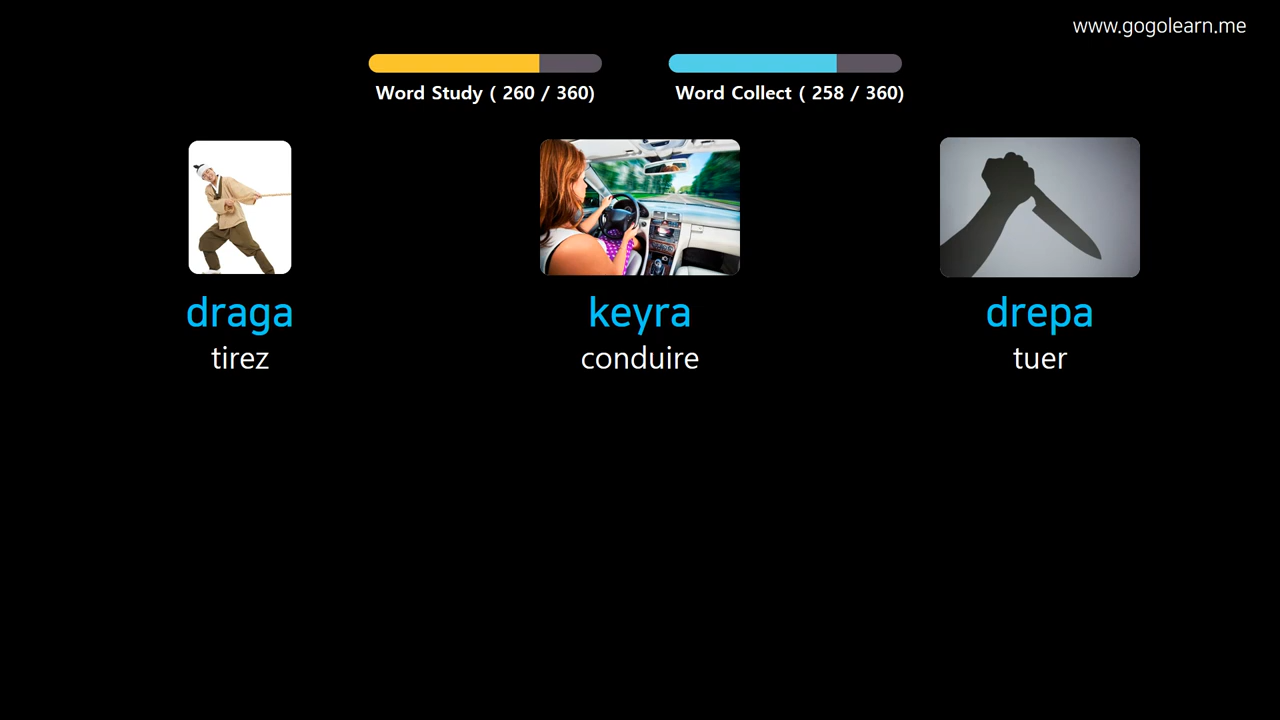 www.gogolearn.me
Word Study ( 260 / 360)
Word Collect ( 258 / 360)
draga
keyra
drepa
tirez
conduire
tuer